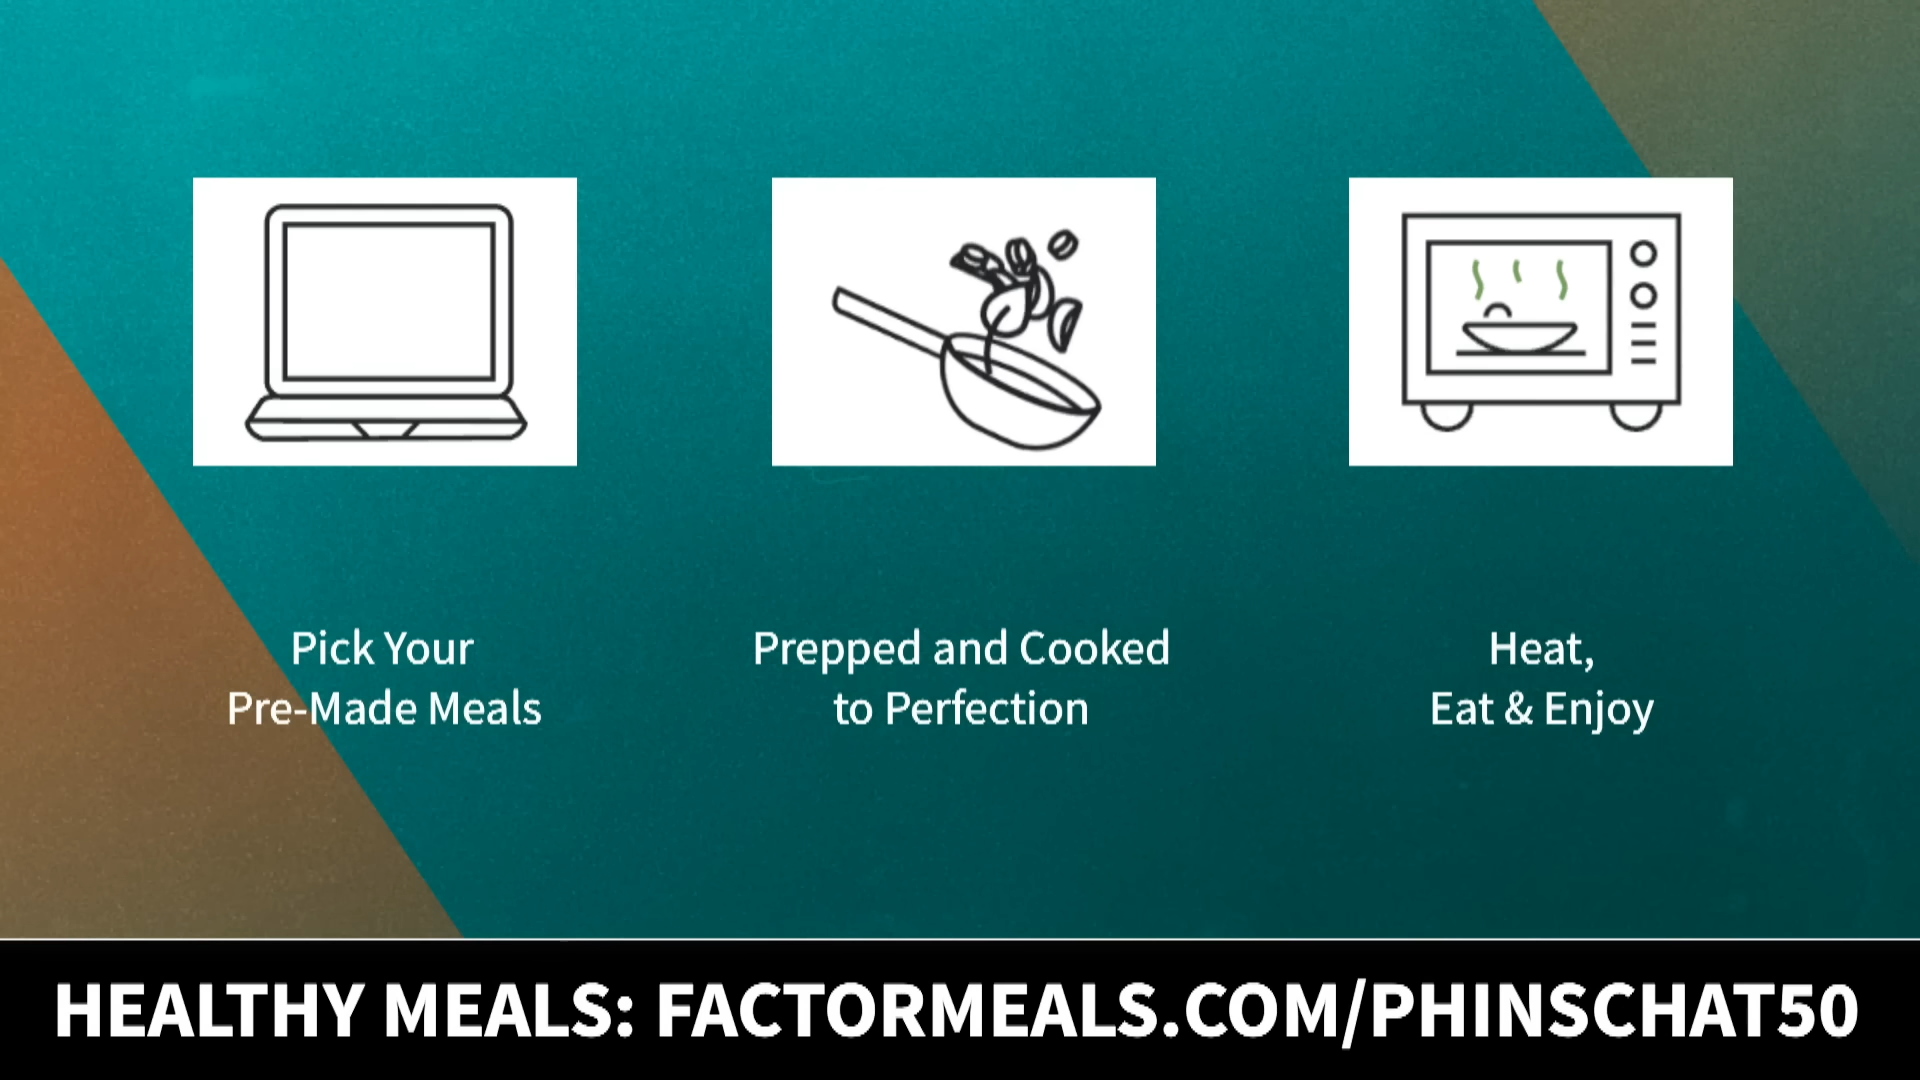 Pick Your
Pre-Made Meals
Prepped and Cooked
to Perfection
Heat,
Eat & Enjoy
HEALTHY MEALS: FACTORMEALS.COM/PHINSCHAT50